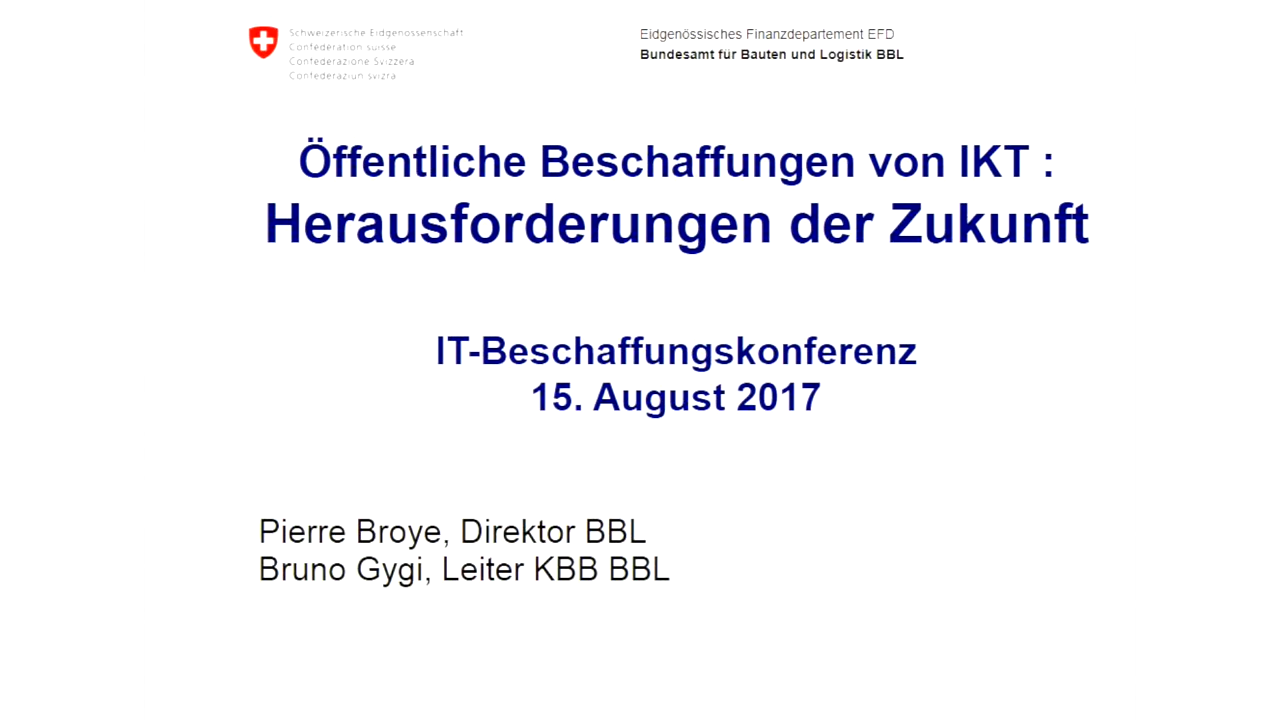 Schweizerische Eidgenossenschaft
Confédération suisse
Confederazione Svizzera
Confederaziun svizra
Eidgenössisches Finanzdepartement EFD
Bundesamt für Bauten und Logistik BBL
Öffentliche Beschaffungen von IKT :
Herausforderungen der Zukunft
IT-Beschaffungskonferenz
15. August 2017
Pierre Broye, Direktor BBL
Bruno Gygi, Leiter KBB BBL